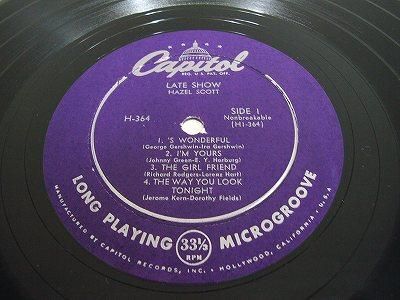 Capitol
REG. U.S. PAT. OFF.
LATE SHOW
HAZEL SCOTT
H-364
SIDE 1
Nonbreakable
(H1-364)
1. 'S WONDERFUL
(George Gershwin-Ira Gershwin)
2. I'M YOURS
(Johnny Green-E. Y. Harburg)
3. THE GIRL FRIEND
(Richard Rodgers-Lorenz Hart)
4. THE WAY YOU LOOK
TONIGHT
(Jerome Kern-Dorothy Fields)
LONG PLAYING 33⅓ RPM MICROGROOVE
MANUFACTURED BY CAPITOL RECORDS, INC. • HOLLYWOOD, CALIFORNIA, U.S.A.